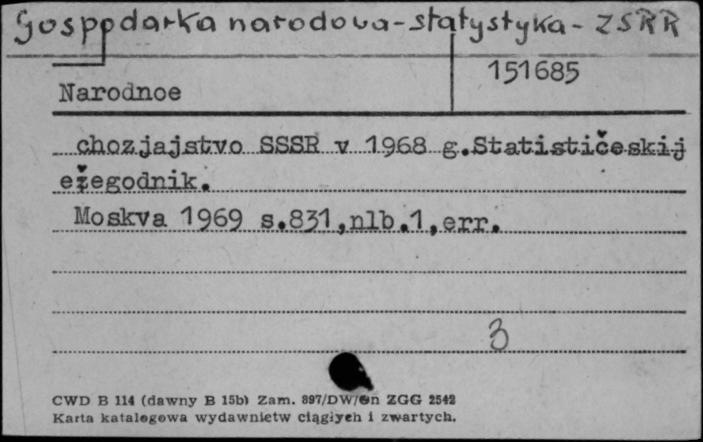 Gospodarka narodowa-statystyka- ZSRR
151685
Narodnoe
chozjajstvo SSSR v 1968 g.Statističeskij
ežegodnik.
Moskva 1969 s.831,nlb.1,err.
3
CWD B 114 (dawny B 15b) Zam. 897/DW/Gn ZGG 2542
Karta katalogowa wydawnictw ciągłych i zwartych.